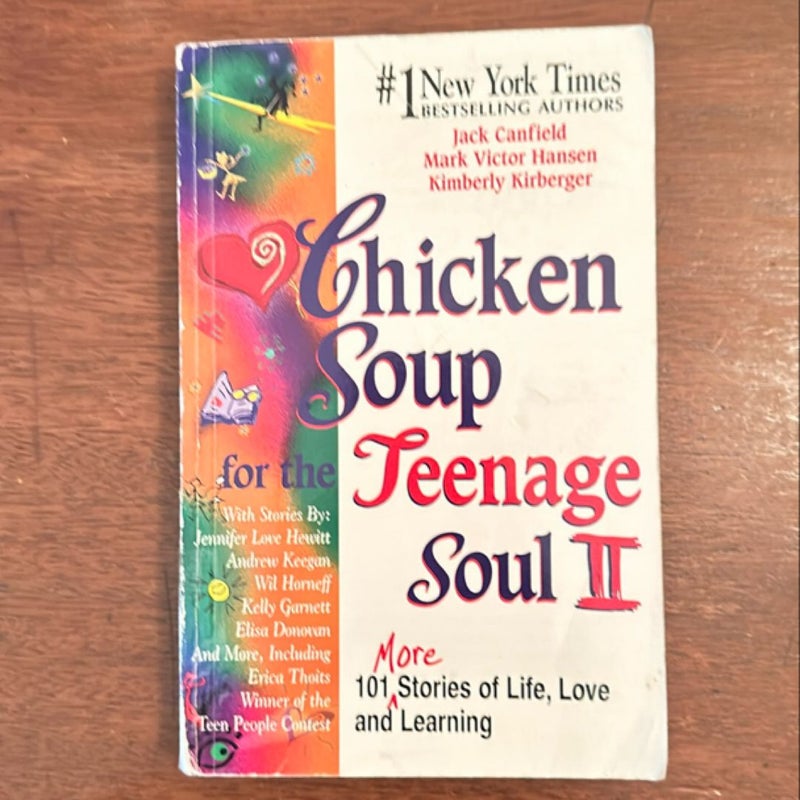 #1 New York Times
BESTSELLING AUTHORS
Jack Canfield
Mark Victor Hansen
Kimberly Kirberger
Chicken
Soup
for the Teenage
Soul II
With Stories By:
Jennifer Love Hewitt
Andrew Keegan
Wil Horneff
Kelly Garnett
Elisa Donovan
And More, Including
Erica Thoits
Winner of the
Teen People Contest
More
101 Stories of Life, Love
and Learning